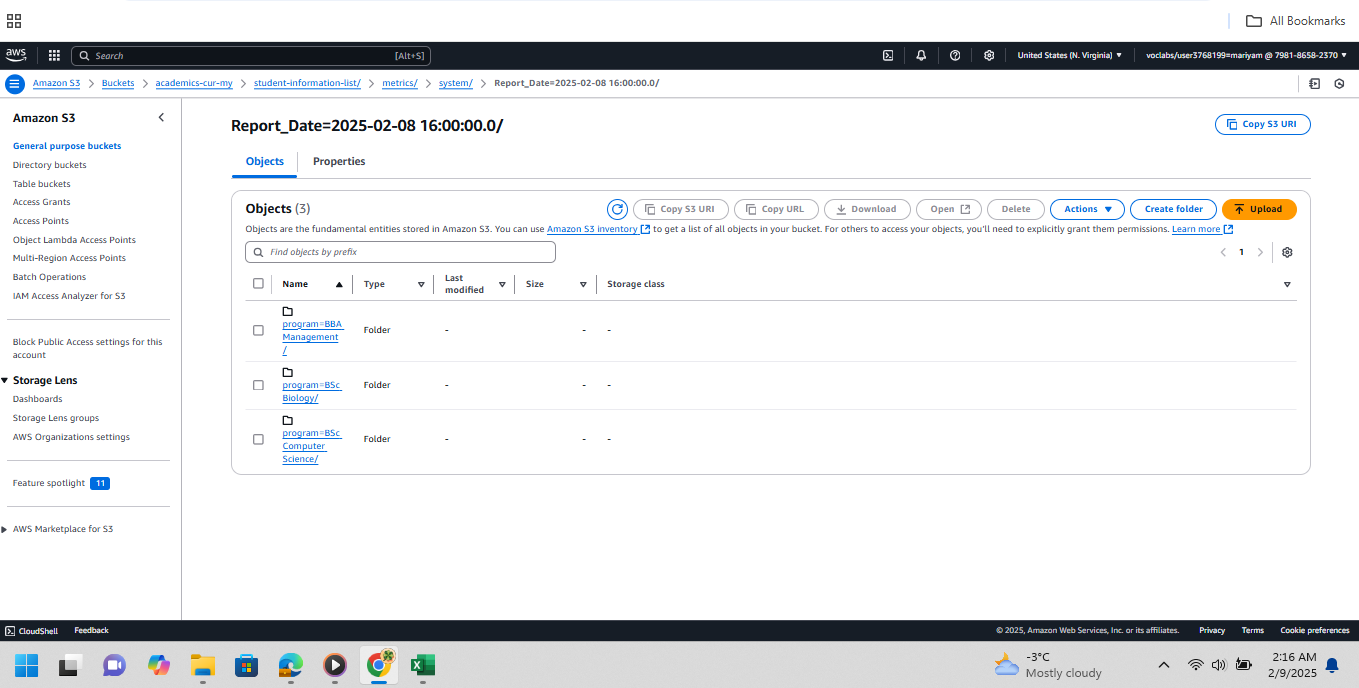 All Bookmarks
aws
Search
[Alt+S]
United States (N. Virginia) ▼
voclabs/user3768199=mariyam @ 7981-8658-2370 ▼
Amazon S3 > Buckets > academics-cur-my > student-information-list/ > metrics/ > system/ > Report_Date=2025-02-08 16:00:00.0/
Amazon S3
General purpose buckets
Directory buckets
Table buckets
Access Grants
Access Points
Object Lambda Access Points
Multi-Region Access Points
Batch Operations
IAM Access Analyzer for S3
Block Public Access settings for this
account
Storage Lens
Dashboards
Storage Lens groups
AWS Organizations settings
Feature spotlight 11
AWS Marketplace for S3
Report_Date=2025-02-08 16:00:00.0/
Copy S3 URI
Objects
Properties
Objects (3)
Copy S3 URI
Copy URL
Download
Open
Delete
Actions ▼
Create folder
Upload
Objects are the fundamental entities stored in Amazon S3. You can use Amazon S3 inventory to get a list of all objects in your bucket. For others to access your objects, you'll need to explicitly grant them permissions. Learn more
Find objects by prefix
< 1 >
Name
Type
Last
modified
Size
Storage class
program=BBA
Management
/
Folder
-
-
-
program=BSc
Biology/
Folder
-
-
-
program=BSc
Computer
Science/
Folder
-
-
-
CloudShell
Feedback
© 2025, Amazon Web Services, Inc. or its affiliates.
Privacy
Terms
Cookie preferences
-3°C
Mostly cloudy
2:16 AM
2/9/2025